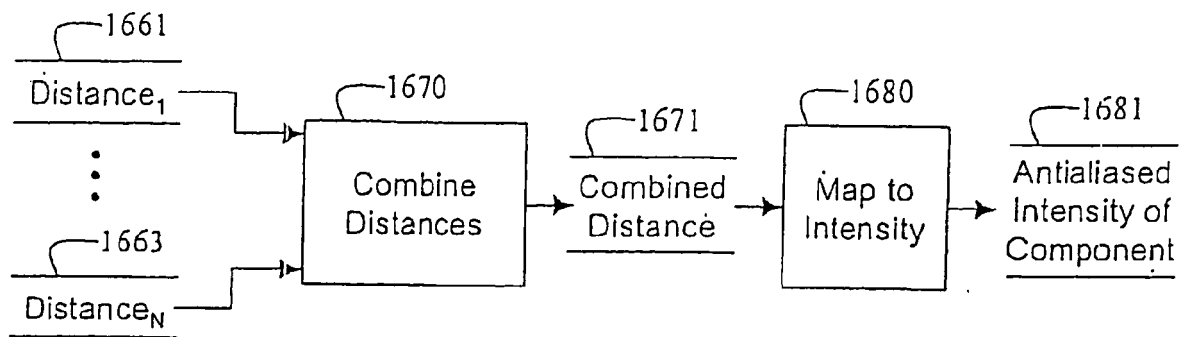 1661
Distance1
1663
DistanceN
1670
Combine
Distances
1671
Combined
Distance
1680
Map to
Intensity
1681
Antialiased
Intensity of
Component